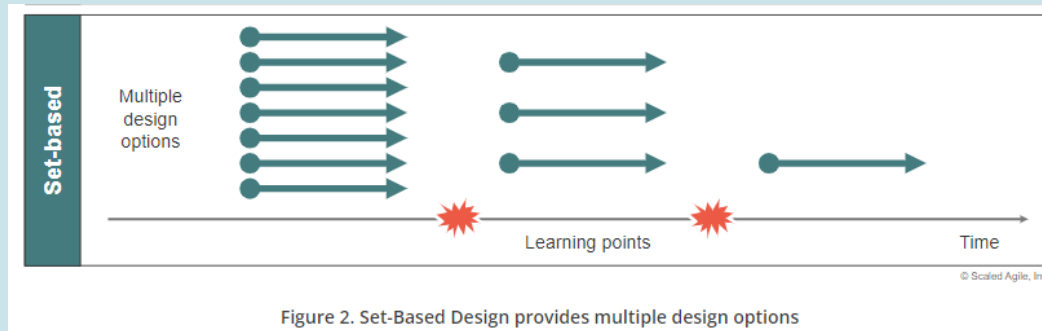 Set-based
Multiple
design
options
Learning points
Time
© Scaled Agile, In
Figure 2. Set-Based Design provides multiple design options